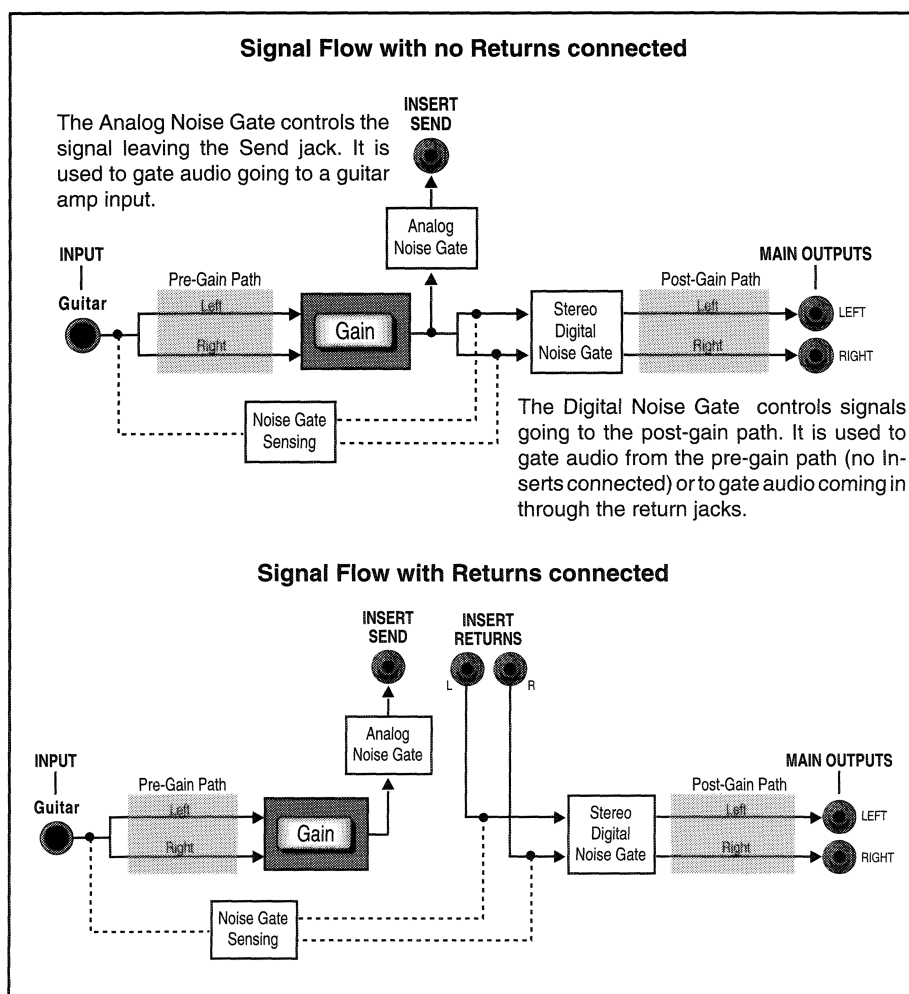 Signal Flow with no Returns connected
The Analog Noise Gate controls the
signal leaving the Send jack. It is
used to gate audio going to a guitar
amp input.
INSERT
SEND
Analog
Noise Gate
INPUT
Guitar
Pre-Gain Path
Left
Right
Gain
Stereo
Digital
Noise Gate
Post-Gain Path
Left
Right
MAIN OUTPUTS
LEFT
RIGHT
Noise Gate
Sensing
The Digital Noise Gate controls signals
going to the post-gain path. It is used to
gate audio from the pre-gain path (no In-
serts connected) or to gate audio coming in
through the return jacks.
Signal Flow with Returns connected
INSERT
SEND
INSERT
RETURNS
L
R
Analog
Noise Gate
INPUT
Guitar
Pre-Gain Path
Left
Right
Gain
Stereo
Digital
Noise Gate
Post-Gain Path
Left
Right
MAIN OUTPUTS
LEFT
RIGHT
Noise Gate
Sensing